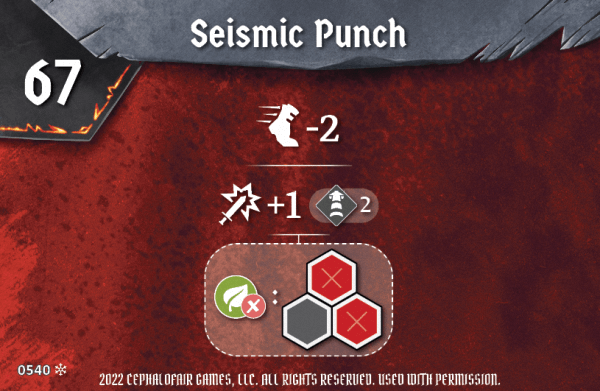 Seismic Punch
67
-2
+1 2
:
0540
2022 CEPHALOFAIR GAMES, LLC. ALL RIGHTS RESERVED. USED WITH PERMISSION.